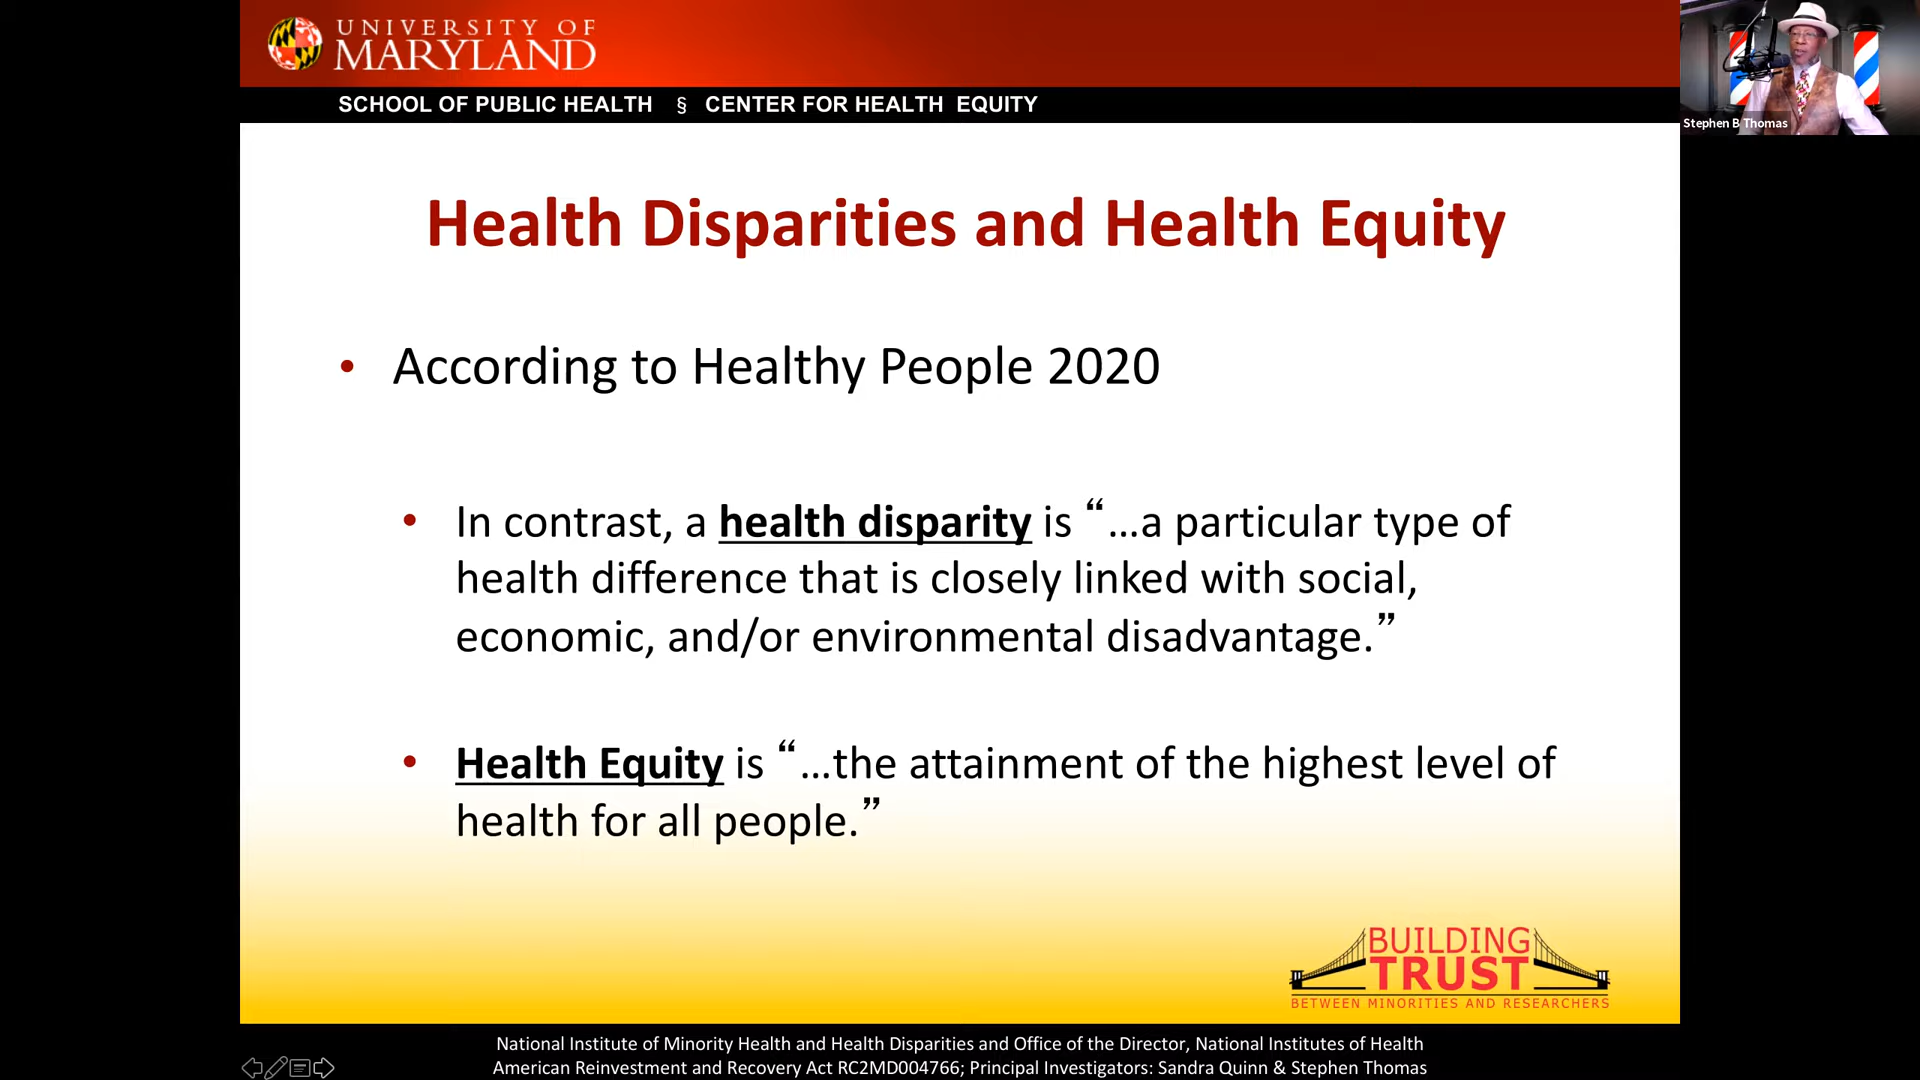 UNIVERSITY OF
MARYLAND
SCHOOL OF PUBLIC HEALTH § CENTER FOR HEALTH EQUITY
Stephen B Thomas
Health Disparities and Health Equity
• According to Healthy People 2020
• In contrast, a health disparity is “…a particular type of
health difference that is closely linked with social,
economic, and/or environmental disadvantage.”
• Health Equity is “…the attainment of the highest level of
health for all people.”
BUILDING
TRUST
BETWEEN MINORITIES AND RESEARCHERS
National Institute of Minority Health and Health Disparities and Office of the Director, National Institutes of Health
American Reinvestment and Recovery Act RC2MD004766; Principal Investigators: Sandra Quinn & Stephen Thomas